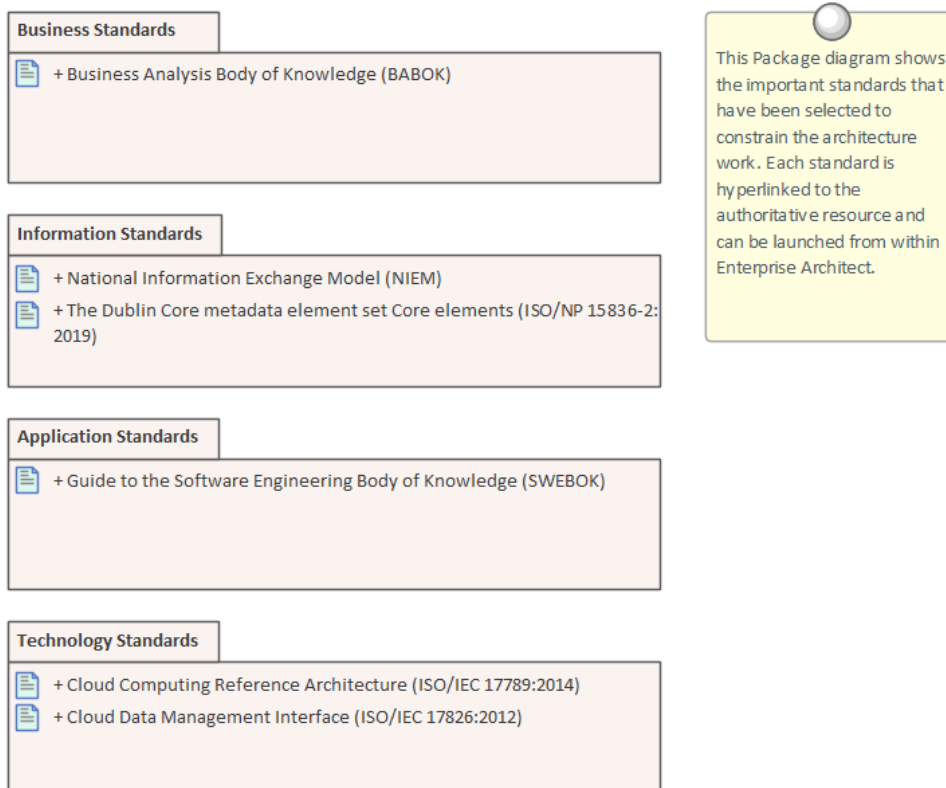 Business Standards
+ Business Analysis Body of Knowledge (BABOK)
Information Standards
+ National Information Exchange Model (NIEM)
+ The Dublin Core metadata element set Core elements (ISO/NP 15836-2:
2019)
Application Standards
+ Guide to the Software Engineering Body of Knowledge (SWEBOK)
Technology Standards
+ Cloud Computing Reference Architecture (ISO/IEC 17789:2014)
+ Cloud Data Management Interface (ISO/IEC 17826:2012)
This Package diagram shows
the important standards that
have been selected to
constrain the architecture
work. Each standard is
hyperlinked to the
authoritative resource and
can be launched from within
Enterprise Architect.